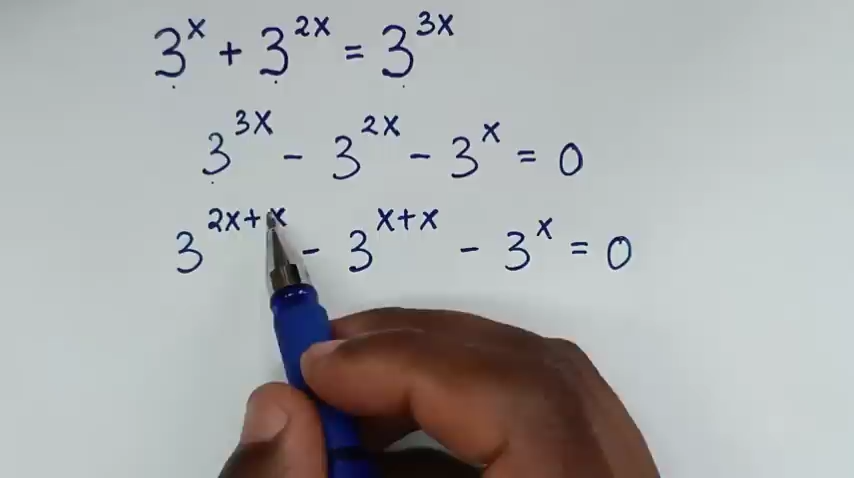 3^x + 3^2x = 3^3x
3^3x - 3^2x - 3^x = 0
3^2x+x - 3^x+x - 3^x = 0